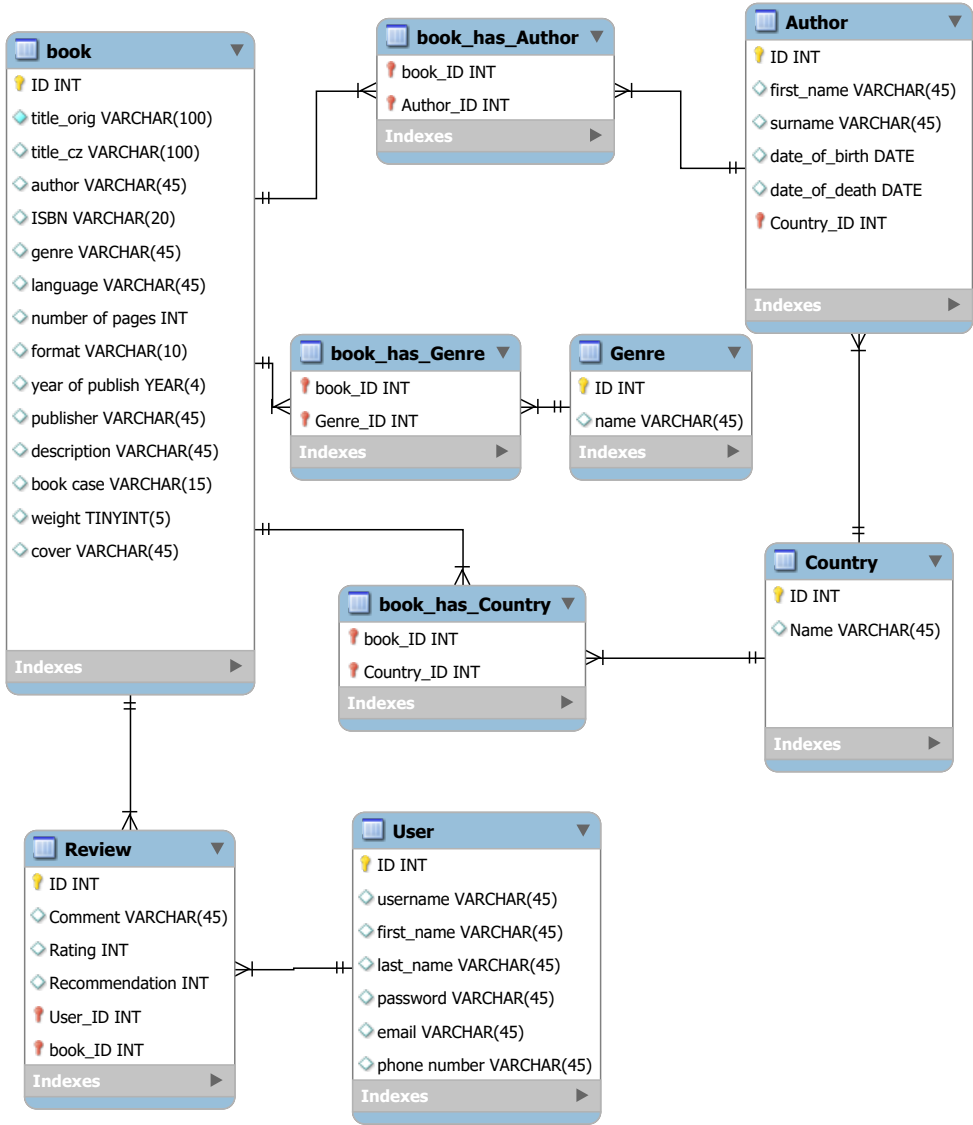 book
ID INT
title_orig VARCHAR(100)
title_cz VARCHAR(100)
author VARCHAR(45)
ISBN VARCHAR(20)
genre VARCHAR(45)
language VARCHAR(45)
number of pages INT
format VARCHAR(10)
year of publish YEAR(4)
publisher VARCHAR(45)
description VARCHAR(45)
book case VARCHAR(15)
weight TINYINT(5)
cover VARCHAR(45)
Indexes
book_has_Author
book_ID INT
Author_ID INT
Indexes
Author
ID INT
first_name VARCHAR(45)
surname VARCHAR(45)
date_of_birth DATE
date_of_death DATE
Country_ID INT
Indexes
book_has_Genre
book_ID INT
Genre_ID INT
Indexes
Genre
ID INT
name VARCHAR(45)
Indexes
book_has_Country
book_ID INT
Country_ID INT
Indexes
Country
ID INT
Name VARCHAR(45)
Indexes
Review
ID INT
Comment VARCHAR(45)
Rating INT
Recommendation INT
User_ID INT
book_ID INT
Indexes
User
ID INT
username VARCHAR(45)
first_name VARCHAR(45)
last_name VARCHAR(45)
password VARCHAR(45)
email VARCHAR(45)
phone number VARCHAR(45)
Indexes